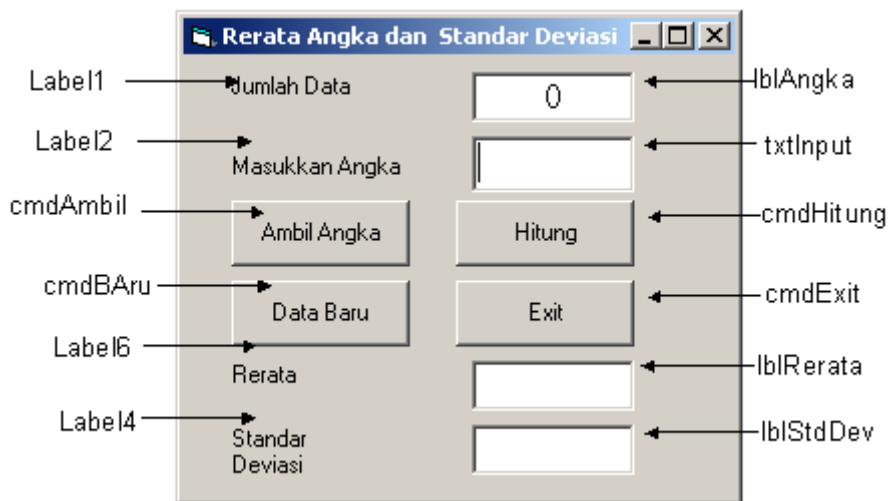 Rerata Angka dan Standar Deviasi
Label1
Jumlah Data
0
lblAngka
Label2
Masukkan Angka
txtInput
cmdAmbil
Ambil Angka
Hitung
cmdHitung
cmdBAru
Data Baru
Exit
cmdExit
Label6
Rerata
lblRerata
Label4
Standar
Deviasi
lblStdDev